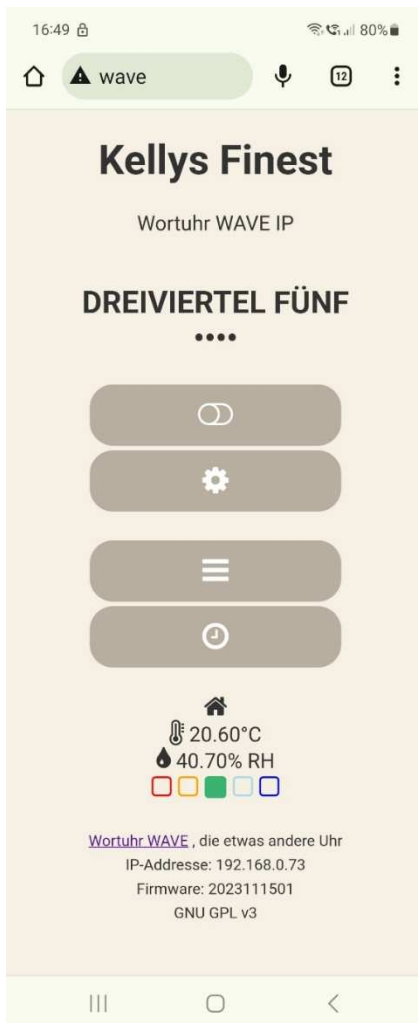 16:49 80%
wave 12
Kellys Finest
Wortuhr WAVE IP
DREIVIERTEL FÜNF
••••
20.60°C
40.70% RH
Wortuhr WAVE , die etwas andere Uhr
IP-Addresse: 192.168.0.73
Firmware: 2023111501
GNU GPL v3